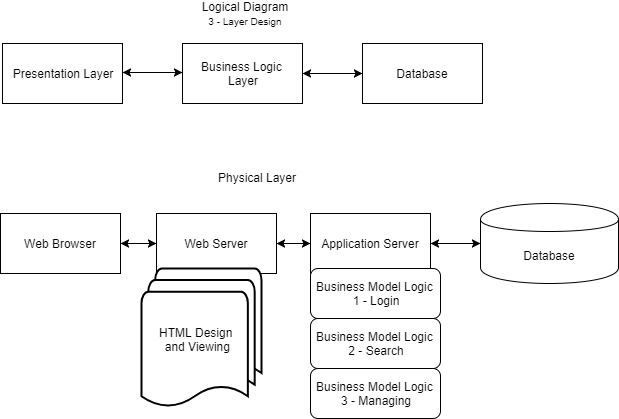 Logical Diagram
3 - Layer Design
Presentation Layer
Business Logic
Layer
Database
Physical Layer
Web Browser
Web Server
Application Server
Database
HTML Design
and Viewing
Business Model Logic
1 - Login
Business Model Logic
2 - Search
Business Model Logic
3 - Managing